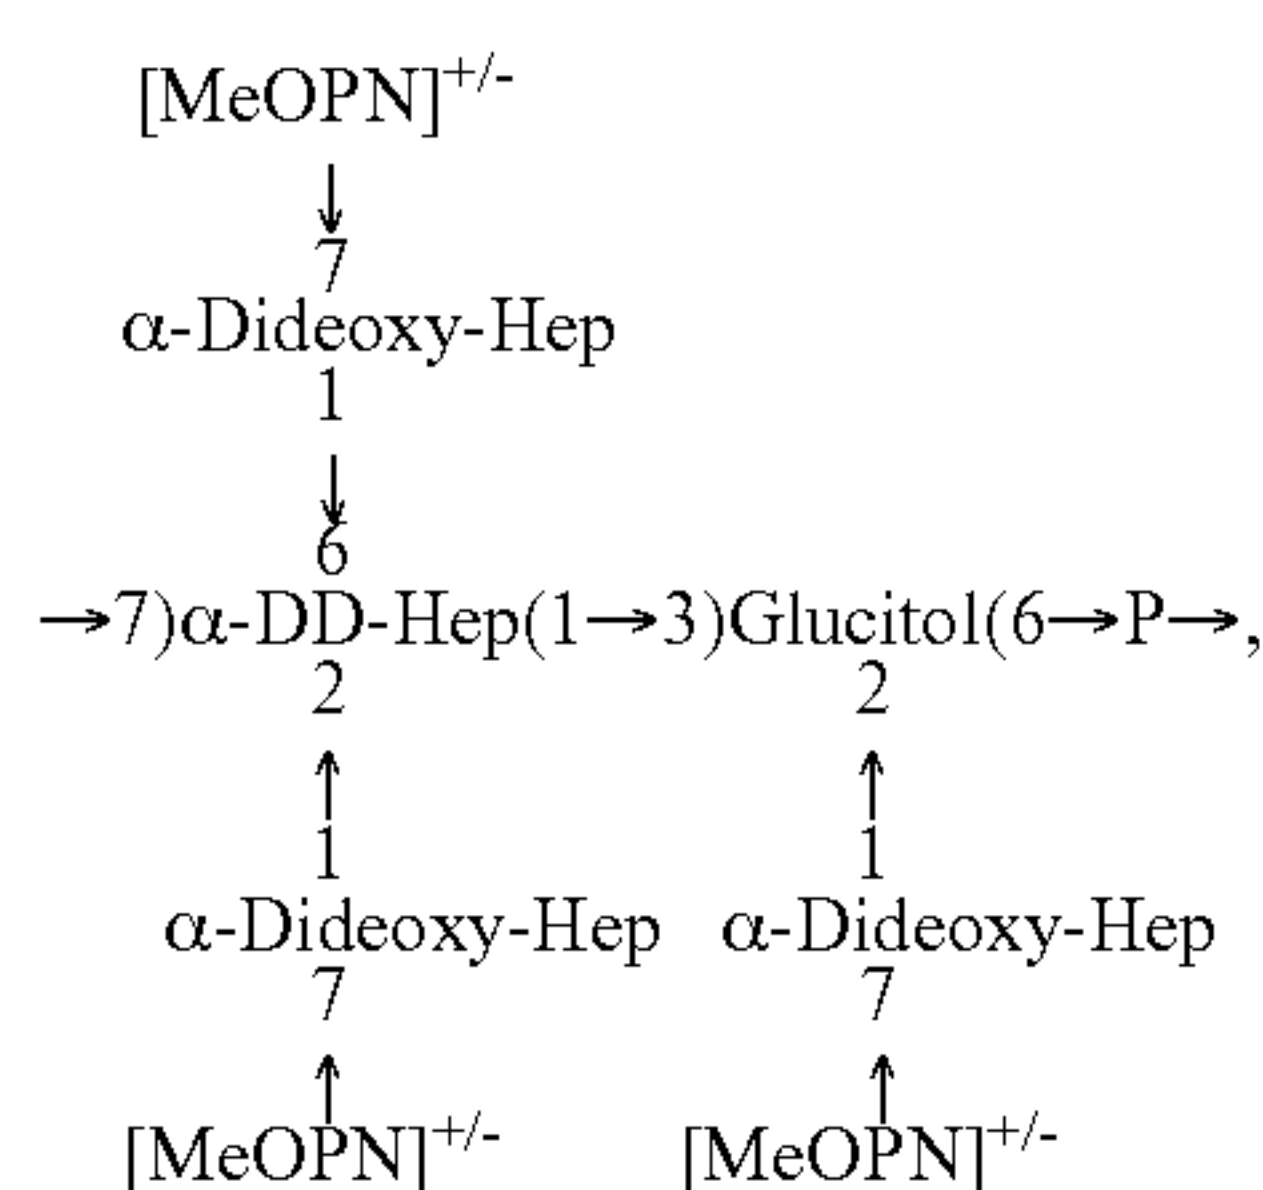 [MeOPN]+/-
↓
7
α-Dideoxy-Hep
1
↓
6
→7)α-DD-Hep(1→3)Glucitol(6→P→,
2 2
↑ ↑
1 1
α-Dideoxy-Hep α-Dideoxy-Hep
7 7
↑ ↑
[MeOPN]+/- [MeOPN]+/-